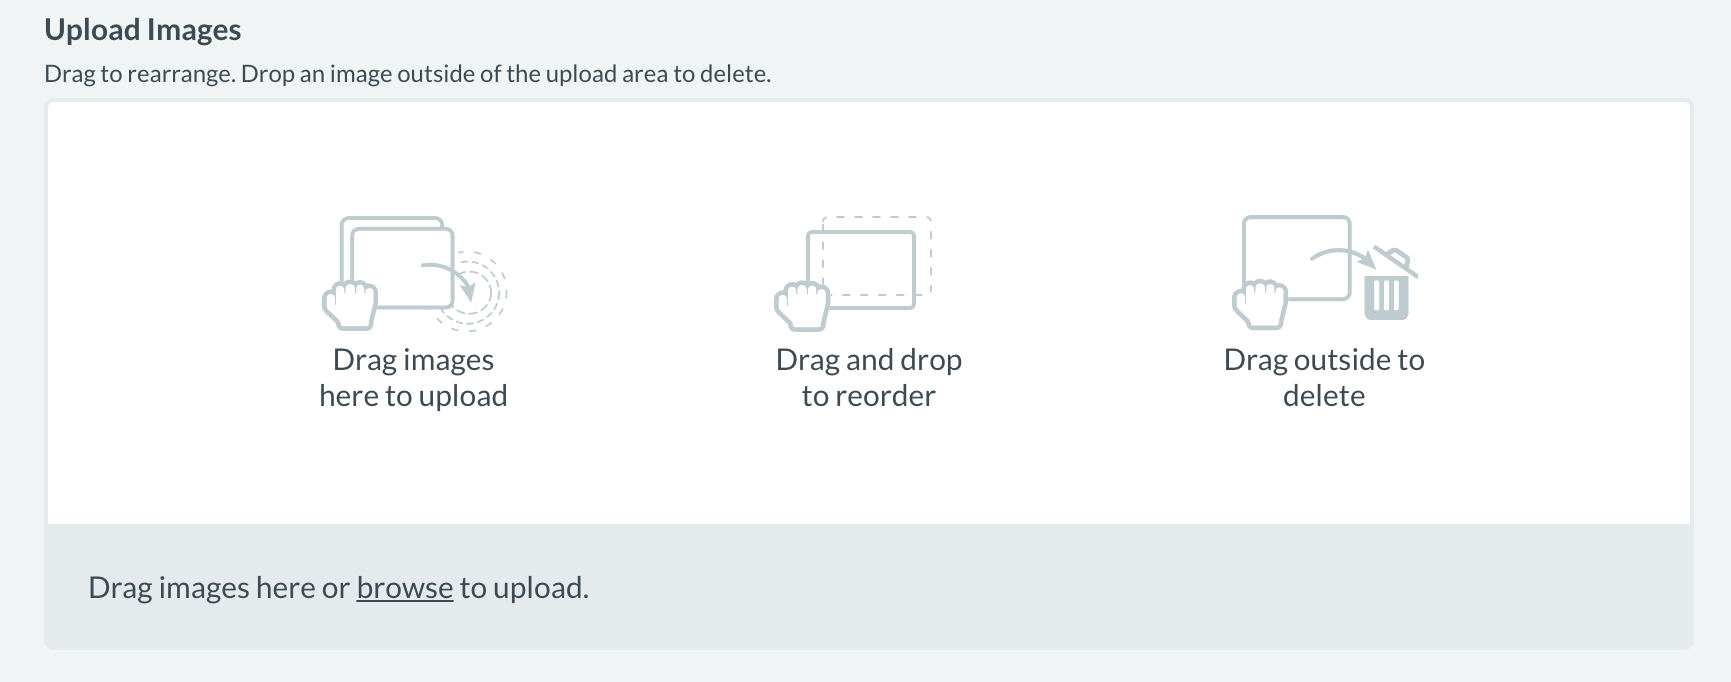 Upload Images
Drag to rearrange. Drop an image outside of the upload area to delete.
Drag images
here to upload
Drag and drop
to reorder
Drag outside to
delete
Drag images here or browse to upload.